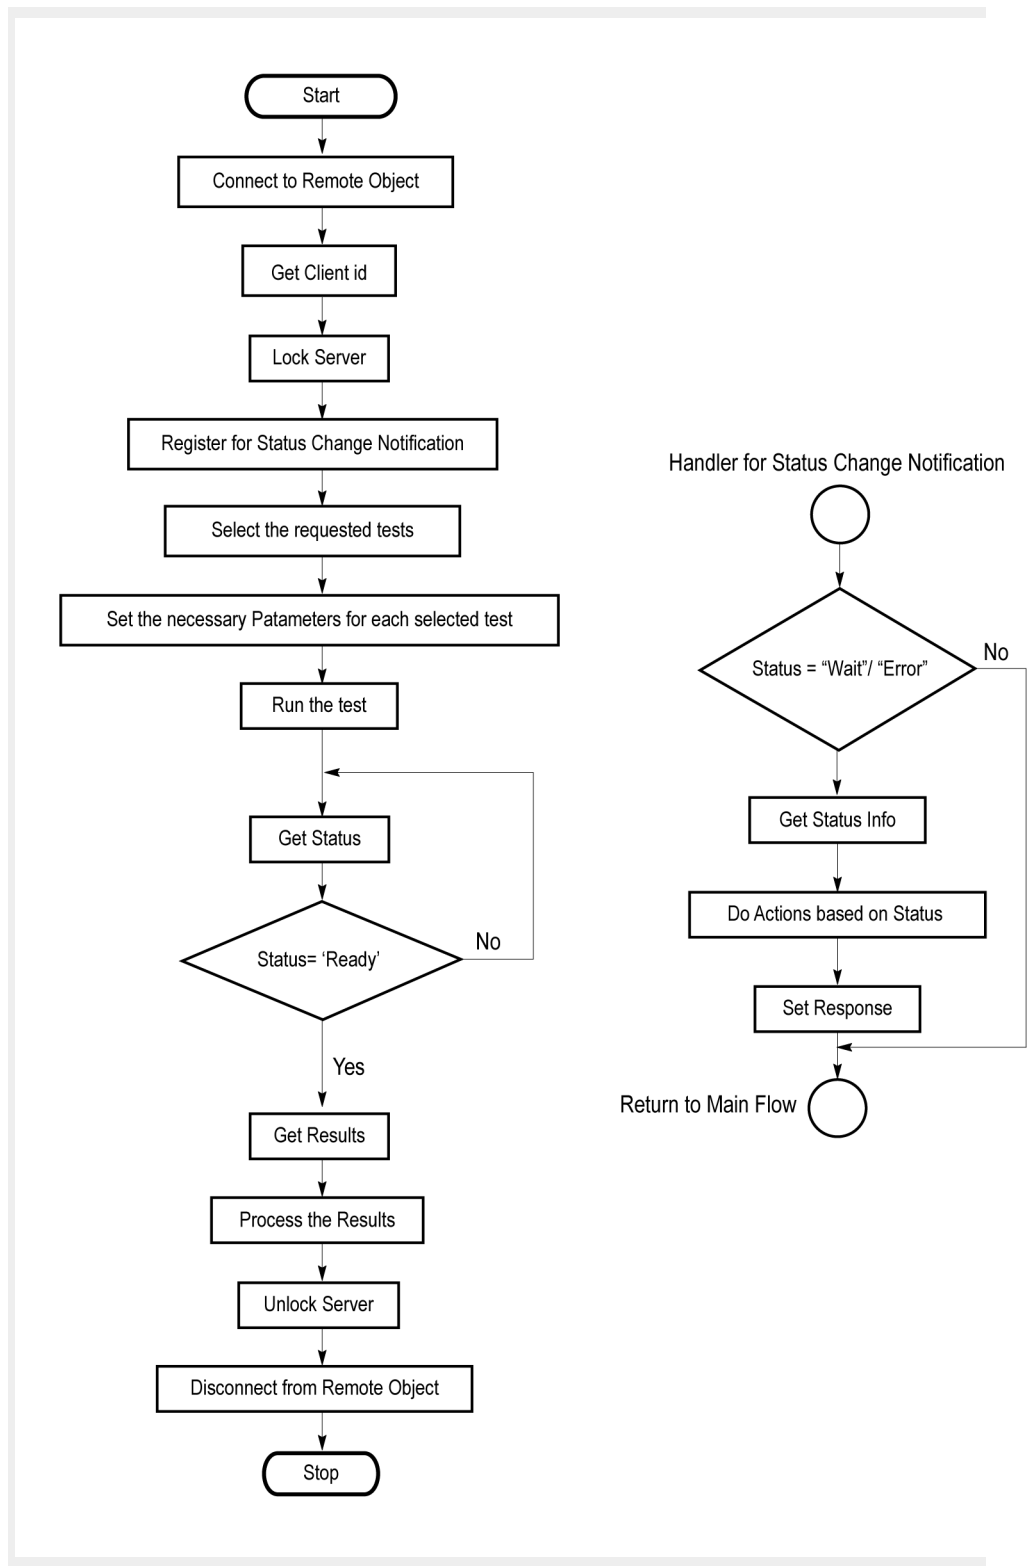 Start
Connect to Remote Object
Get Client id
Lock Server
Register for Status Change Notification
Select the requested tests
Set the necessary Patameters for each selected test
Run the test
Get Status
Status= ‘Ready’
No
Yes
Get Results
Process the Results
Unlock Server
Disconnect from Remote Object
Stop
Handler for Status Change Notification
Status = “Wait”/ “Error”
No
Get Status Info
Do Actions based on Status
Set Response
Return to Main Flow